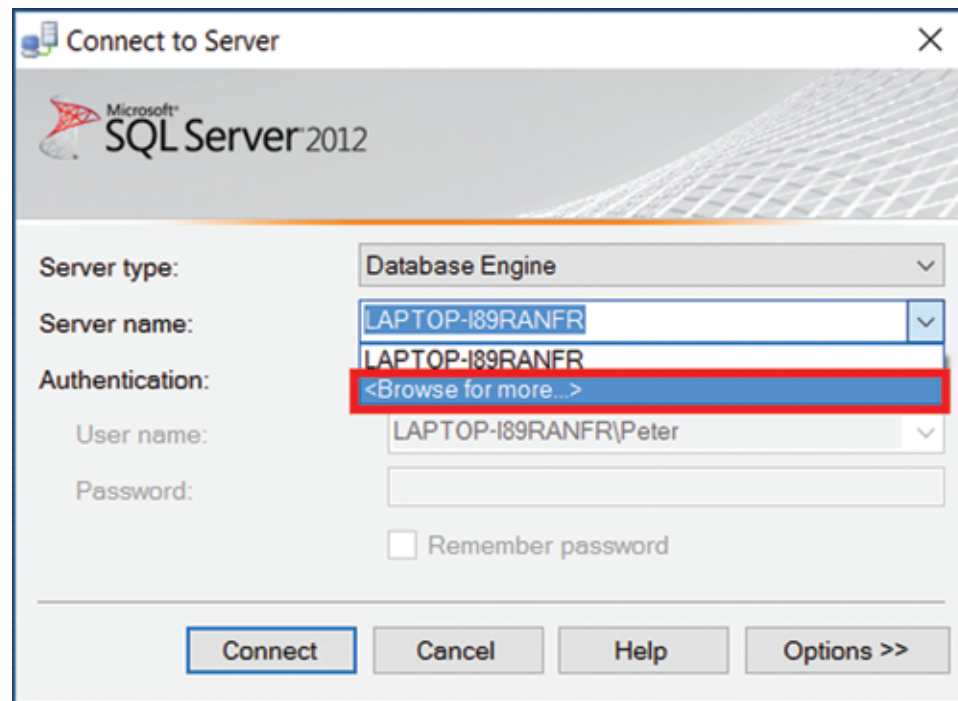 Connect to Server
Microsoft®
SQL Server® 2012
Server type:
Database Engine
Server name:
LAPTOP-I89RANFR
LAPTOP-I89RANFR
Authentication:
<Browse for more...>
User name:
LAPTOP-I89RANFR\Peter
Password:
Remember password
Connect
Cancel
Help
Options >>